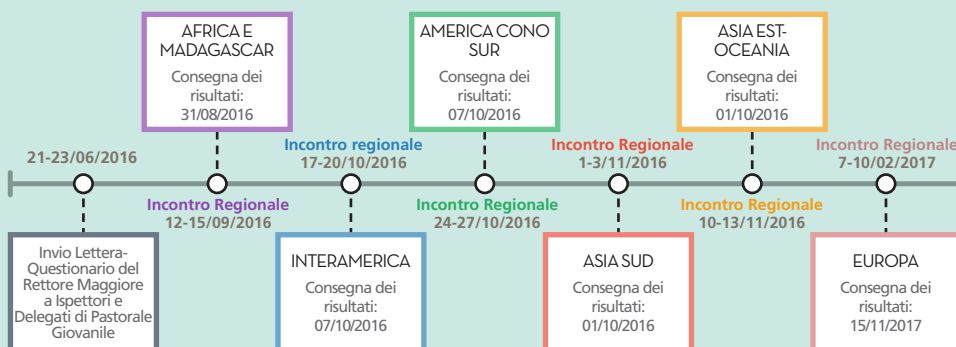 AFRICA E
MADAGASCAR
Consegna dei
risultati:
31/08/2016
AMERICA CONO
SUR
Consegna dei
risultati:
07/10/2016
ASIA EST-
OCEANIA
Consegna dei
risultati:
01/10/2016
21-23/06/2016
Incontro regionale
17-20/10/2016
Incontro Regionale
1-3/11/2016
Incontro Regionale
7-10/02/2017
Incontro Regionale
12-15/09/2016
Incontro Regionale
24-27/10/2016
Incontro Regionale
10-13/11/2016
Invio Lettera-
Questionario del
Rettore Maggiore
a Ispettori e
Delegati di Pastorale
Giovanile
INTERAMERICA
Consegna dei
risultati:
07/10/2016
ASIA SUD
Consegna dei
risultati:
01/10/2016
EUROPA
Consegna dei
risultati:
15/11/2017